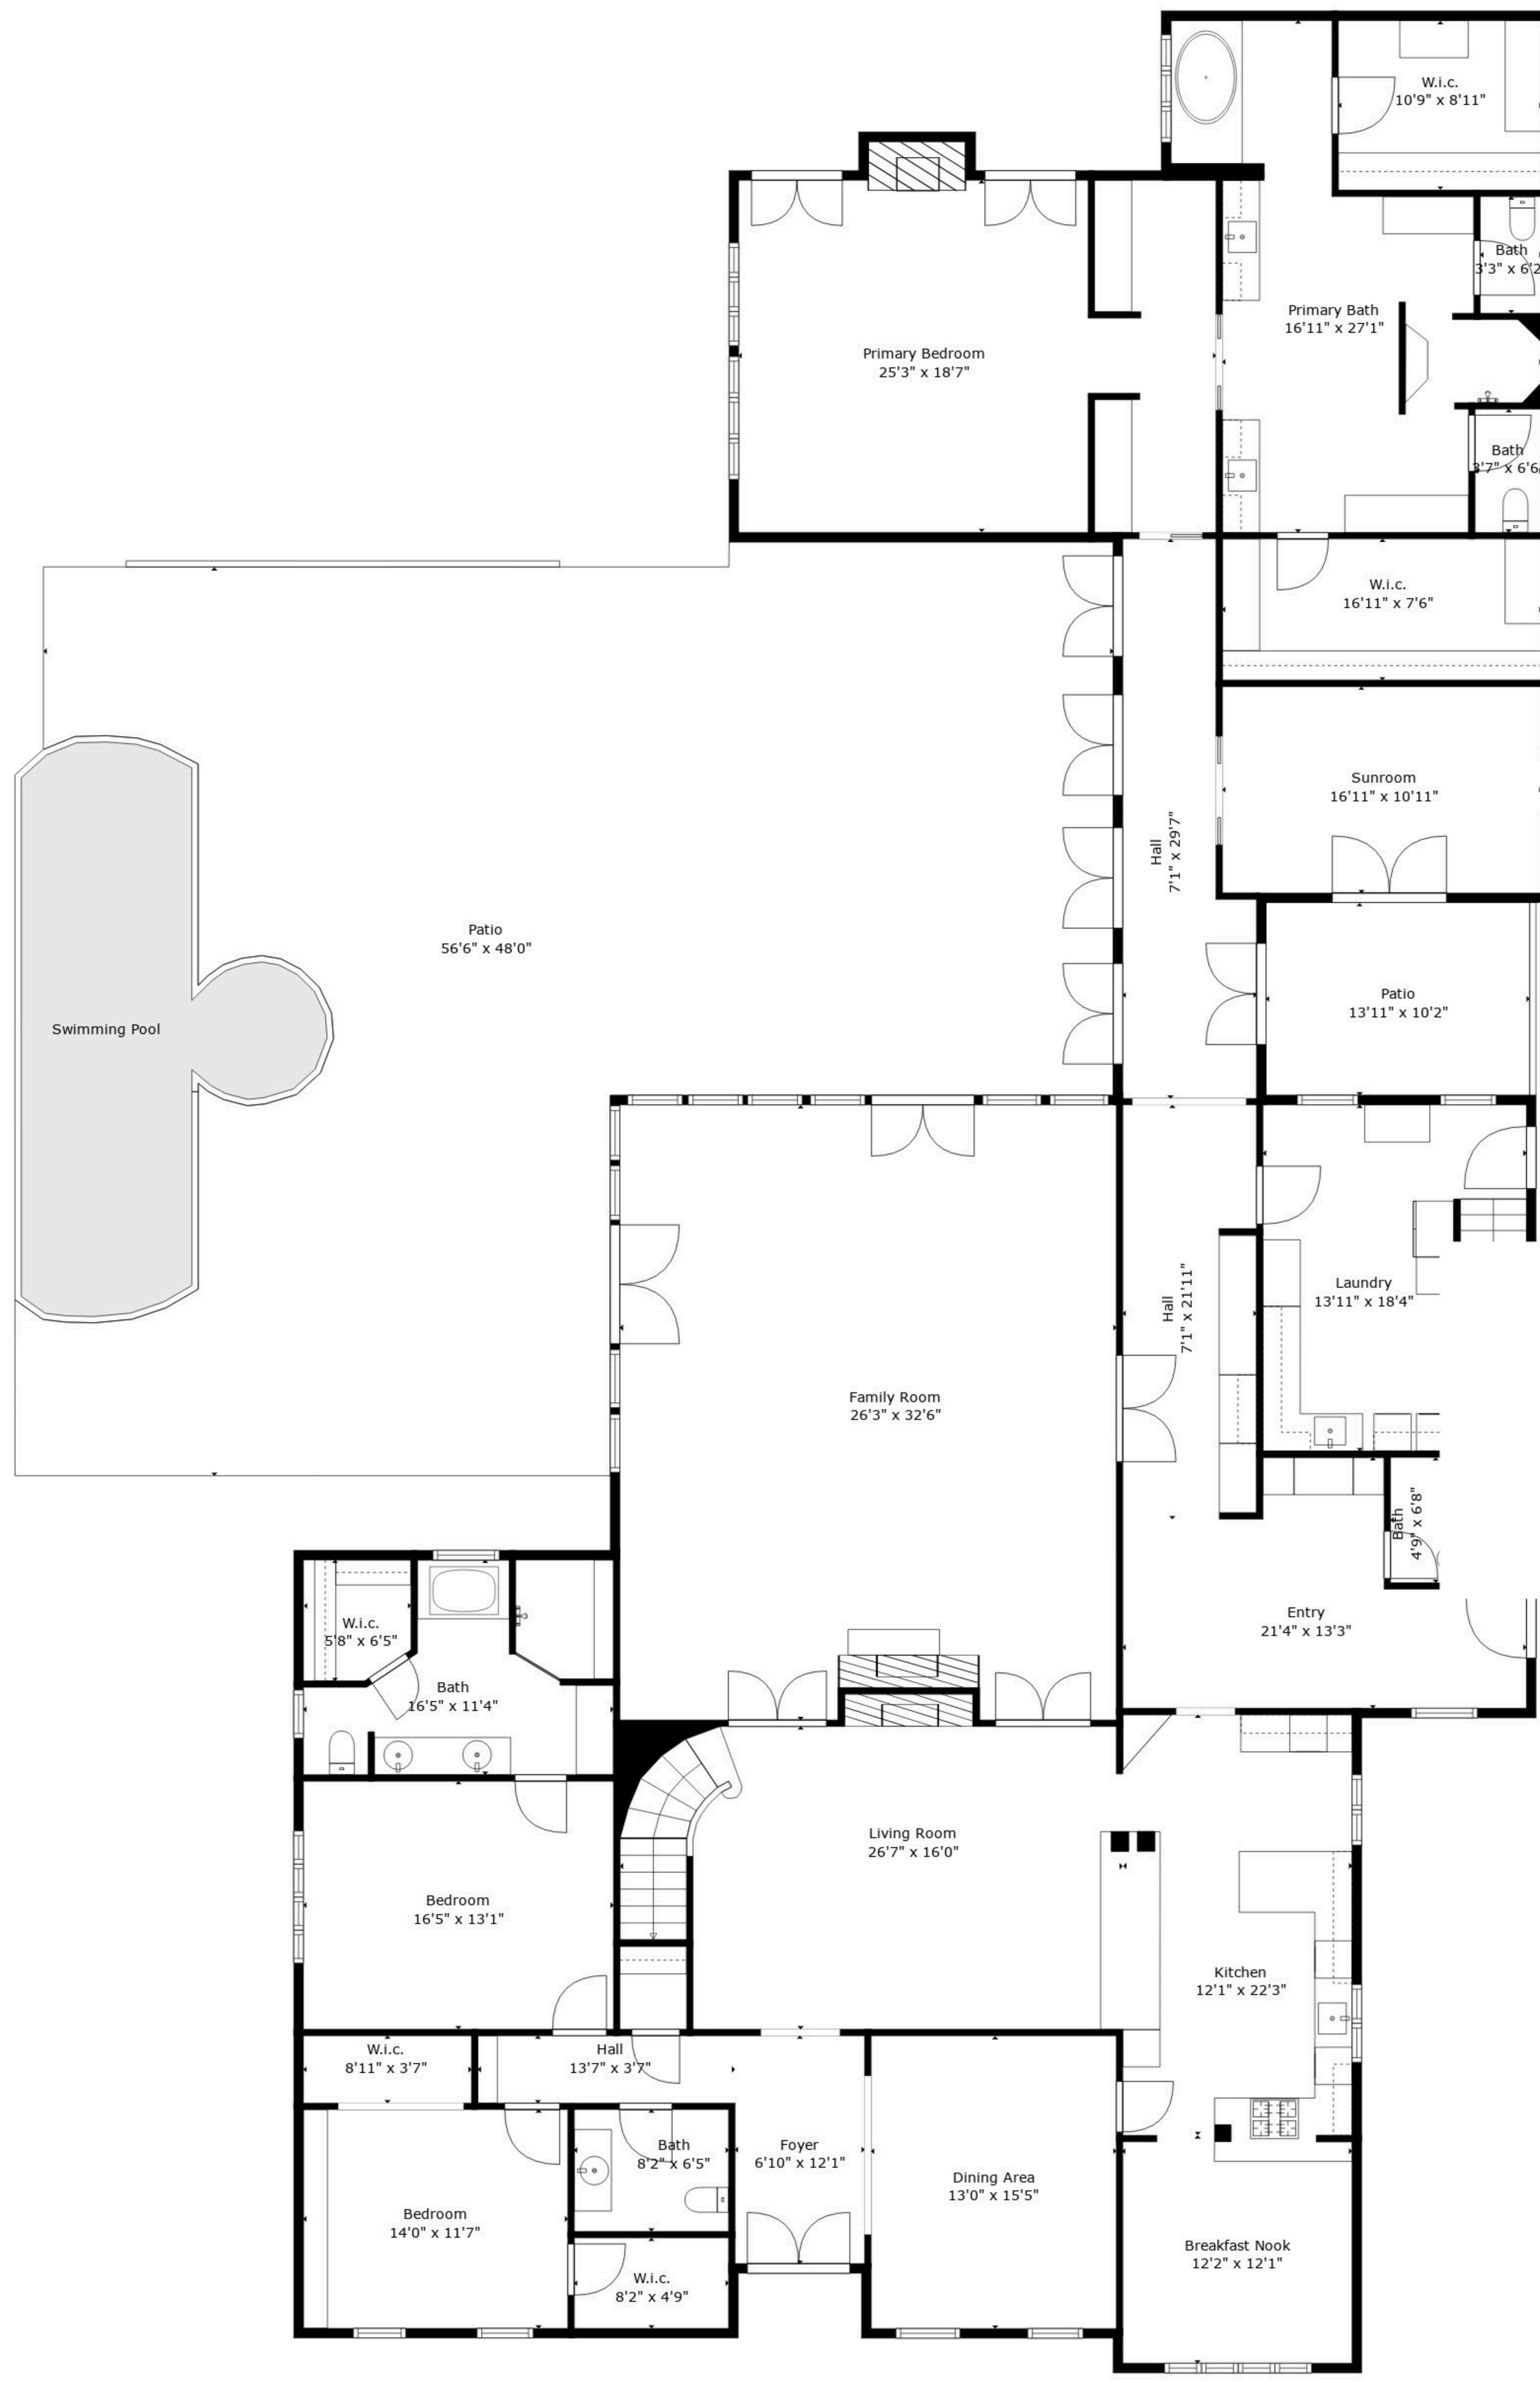 W.i.c.
10'9" x 8'11"
Bath
3'3" x 6'2
Primary Bath
16'11" x 27'1"
Primary Bedroom
25'3" x 18'7"
Bath
3'7" x 6'6
W.i.c.
16'11" x 7'6"
Sunroom
16'11" x 10'11"
Hall
7'1" x 29'7"
Patio
56'6" x 48'0"
Patio
13'11" x 10'2"
Swimming Pool
Laundry
13'11" x 18'4"
Hall
7'1" x 21'11"
Family Room
26'3" x 32'6"
Bath
4'9" x 6'8"
Entry
21'4" x 13'3"
W.i.c.
5'8" x 6'5"
Bath
16'5" x 11'4"
Living Room
26'7" x 16'0"
Bedroom
16'5" x 13'1"
Kitchen
12'1" x 22'3"
W.i.c.
8'11" x 3'7"
Hall
13'7" x 3'7"
Bath
8'2" x 6'5"
Foyer
6'10" x 12'1"
Dining Area
13'0" x 15'5"
Bedroom
14'0" x 11'7"
Breakfast Nook
12'2" x 12'1"
W.i.c.
8'2" x 4'9"